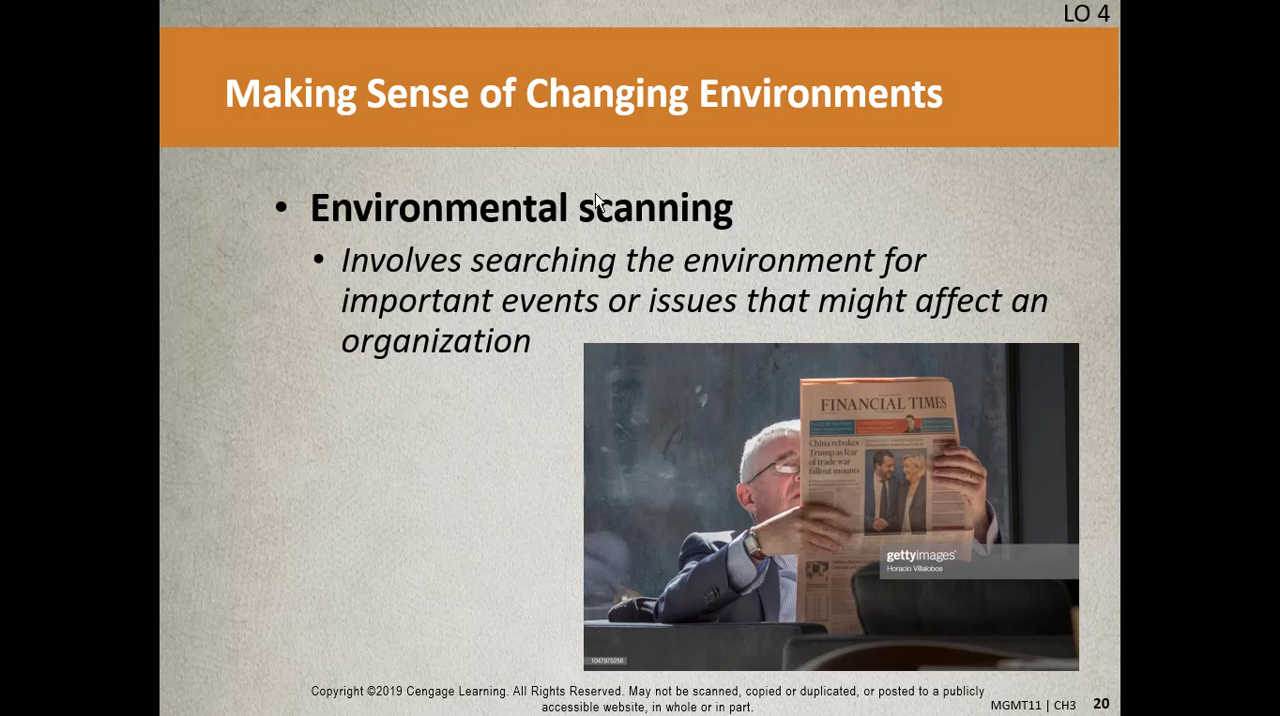 LO 4
Making Sense of Changing Environments
• Environmental scanning
• Involves searching the environment for
important events or issues that might affect an
organization
FINANCIAL TIMES
China rebukes
Trump as fear
of trade war
fallout mounts
gettyimages®
Horacio Villalobos
1047975258
Copyright ©2019 Cengage Learning. All Rights Reserved. May not be scanned, copied or duplicated, or posted to a publicly
accessible website, in whole or in part.
MGMT11 | CH3 20